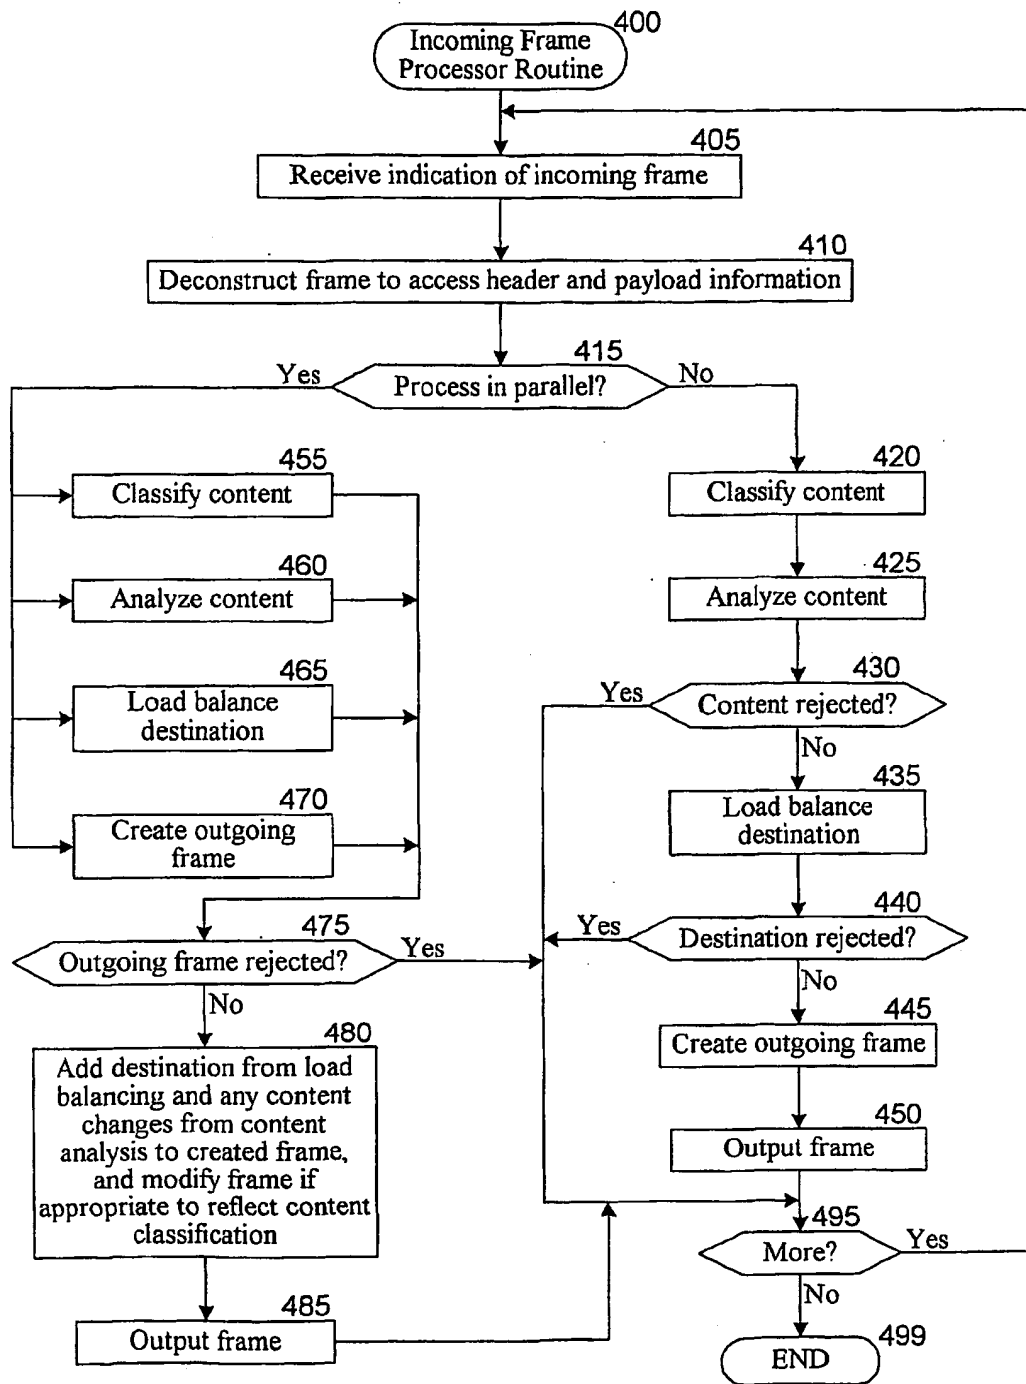 400
Incoming Frame
Processor Routine
405
Receive indication of incoming frame
410
Deconstruct frame to access header and payload information
415
Yes
Process in parallel?
No
455
Classify content
460
Analyze content
465
Load balance
destination
470
Create outgoing
frame
475
Outgoing frame rejected?
Yes
No
480
Add destination from load
balancing and any content
changes from content
analysis to created frame,
and modify frame if
appropriate to reflect content
classification
485
Output frame
420
Classify content
425
Analyze content
430
Yes
Content rejected?
No
435
Load balance
destination
440
Yes
Destination rejected?
No
445
Create outgoing frame
450
Output frame
495
More?
Yes
No
499
END